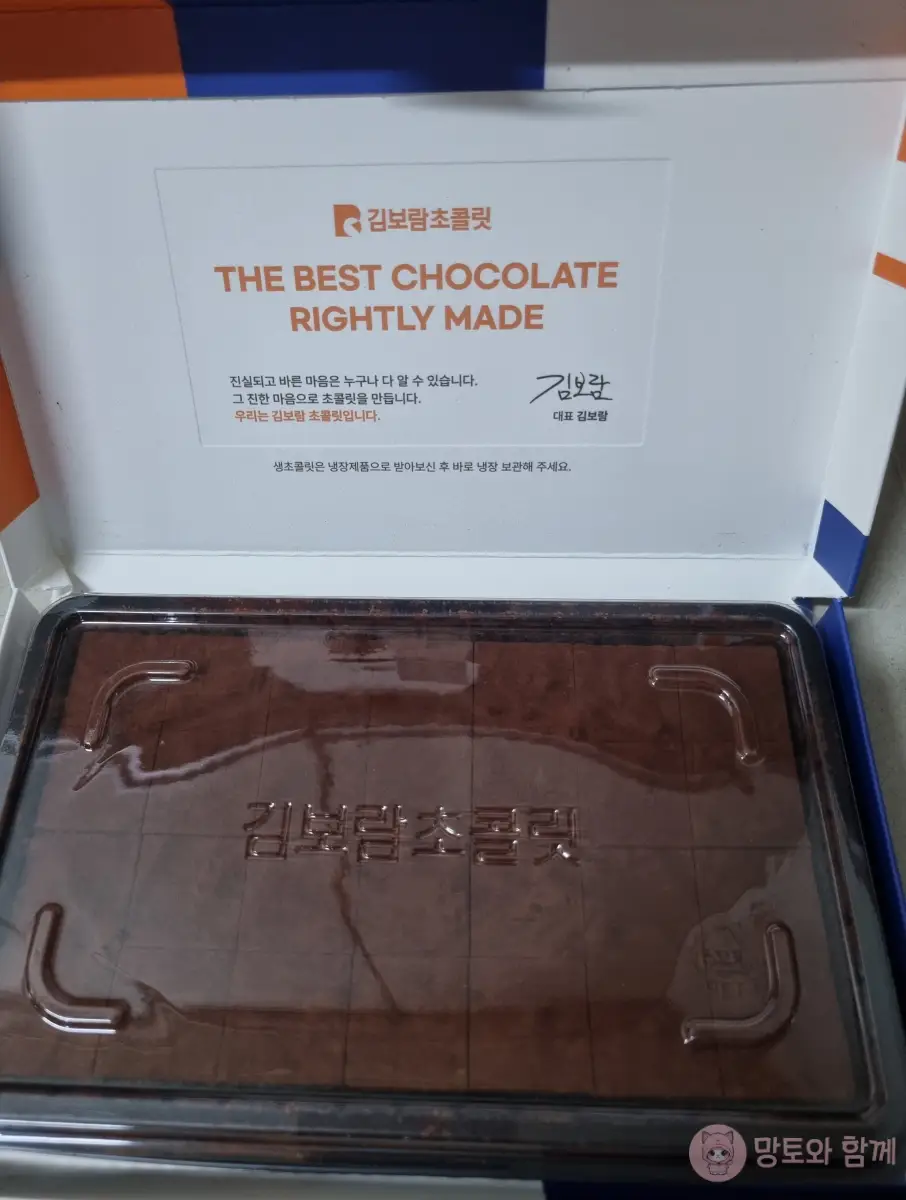 김보람초콜릿
THE BEST CHOCOLATE
RIGHTLY MADE
진실되고 바른 마음은 누구나 다 알 수 있습니다.
그 진한 마음으로 초콜릿을 만듭니다.
우리는 김보람 초콜릿입니다.
김보람
대표 김보람
생초콜릿은 냉장제품으로 받아보신 후 바로 냉장 보관해 주세요.
김보람초콜릿
망토와 함께